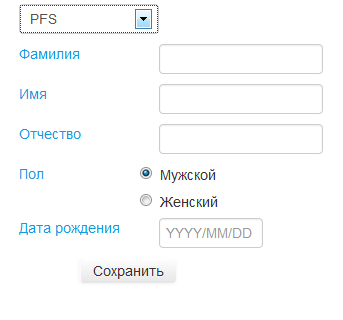 PFS
Фамилия
Имя
Отчество
Пол
Мужской
Женский
Дата рождения
YYYY/MM/DD
Сохранить